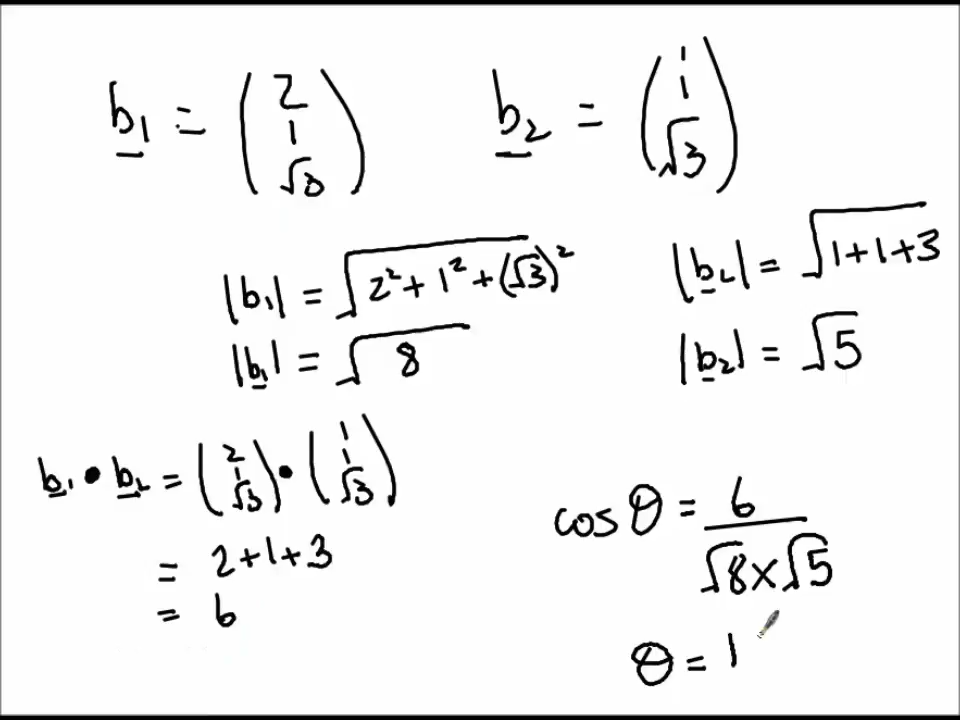 b₁ = (2 1 √3) b₂ = (1 1 √3)
|b₁| = √(2² + 1² + (√3)²) |b₂| = √(1+1+3)
|b₁| = √8 |b₂| = √5
b₁ • b₂ = (2 1 √3) • (1 1 √3)
= 2+1+3
= 6
cos θ = 6 / (√8 × √5)
θ = 1